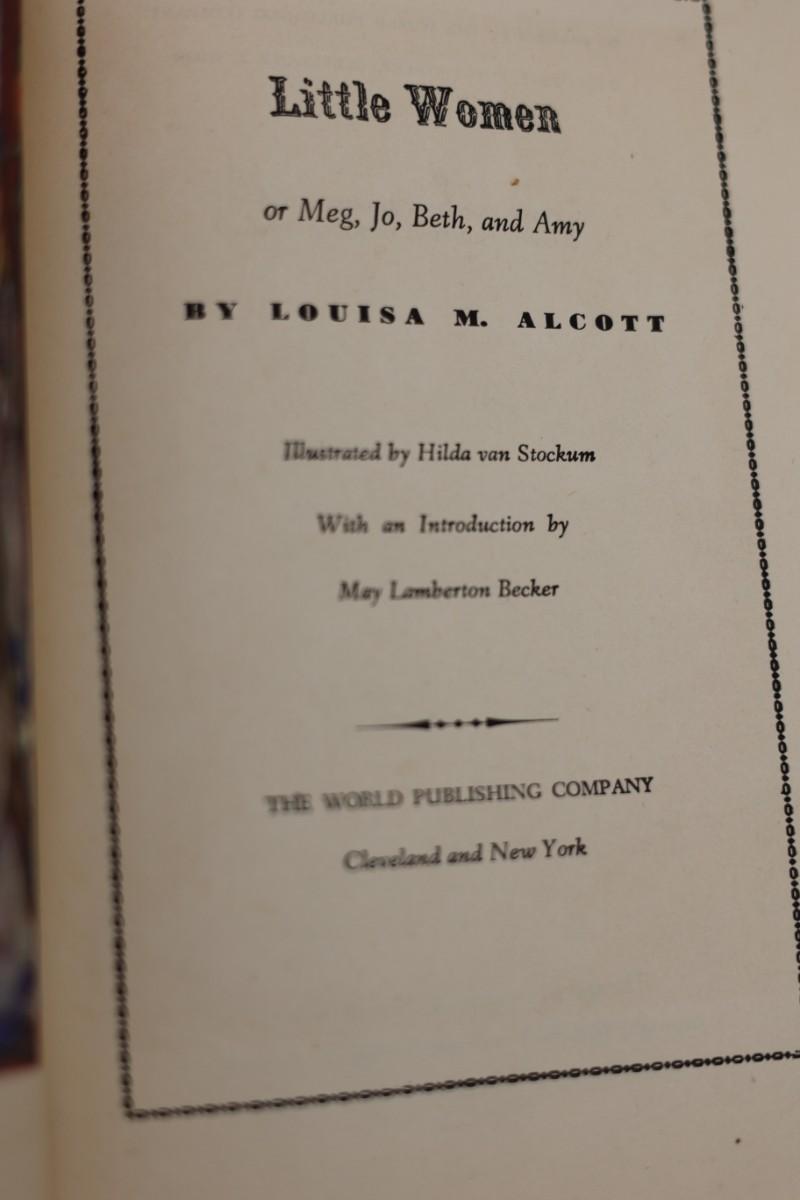 Little Women
or Meg, Jo, Beth, and Amy
BY LOUISA M. ALCOTT
Illustrated by Hilda van Stockum
With an Introduction by
May Lamberton Becker
THE WORLD PUBLISHING COMPANY
Cleveland and New York